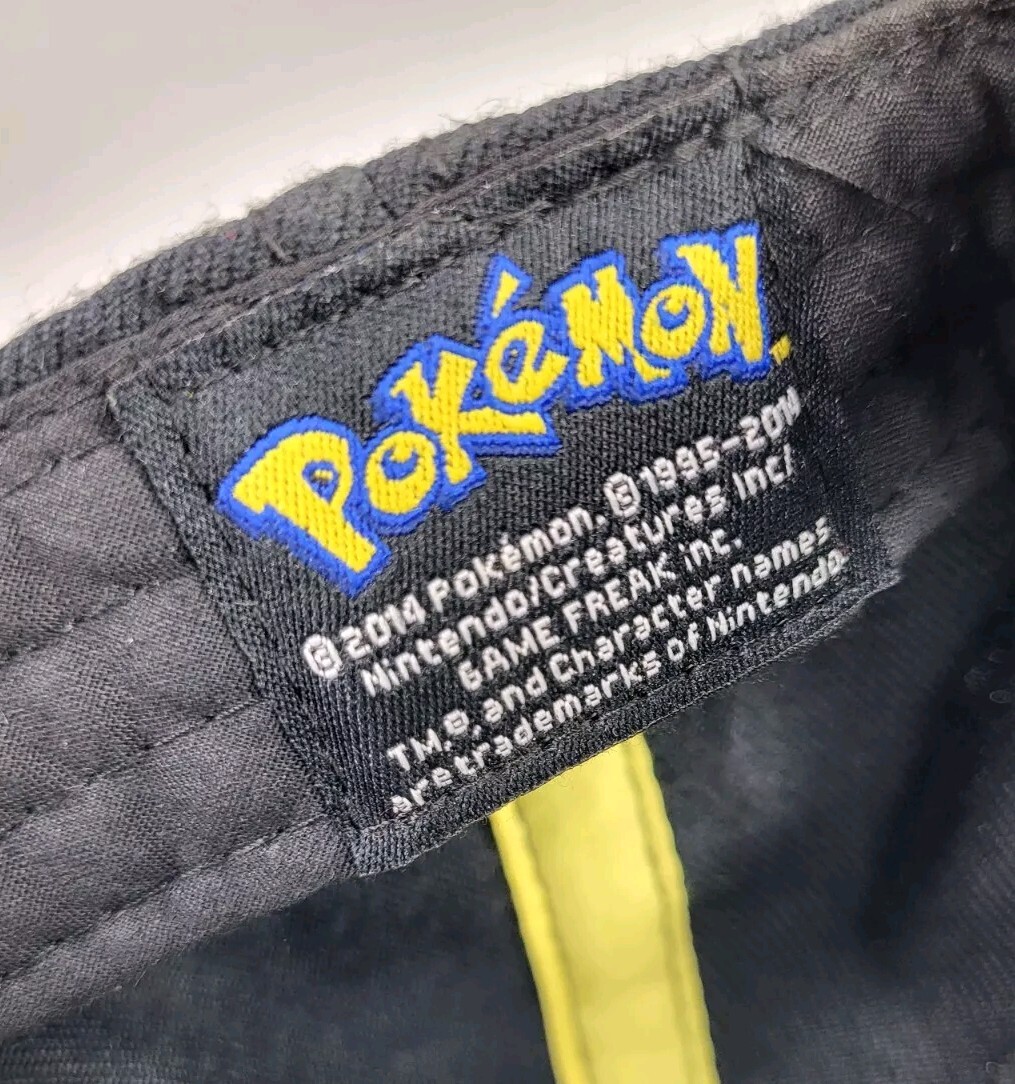 POKéMON
©2014 Pokémon. ©1995–2014
Nintendo/Creatures Inc/
GAME FREAK inc.
TM,®, and Character names
are trademarks of Nintendo.